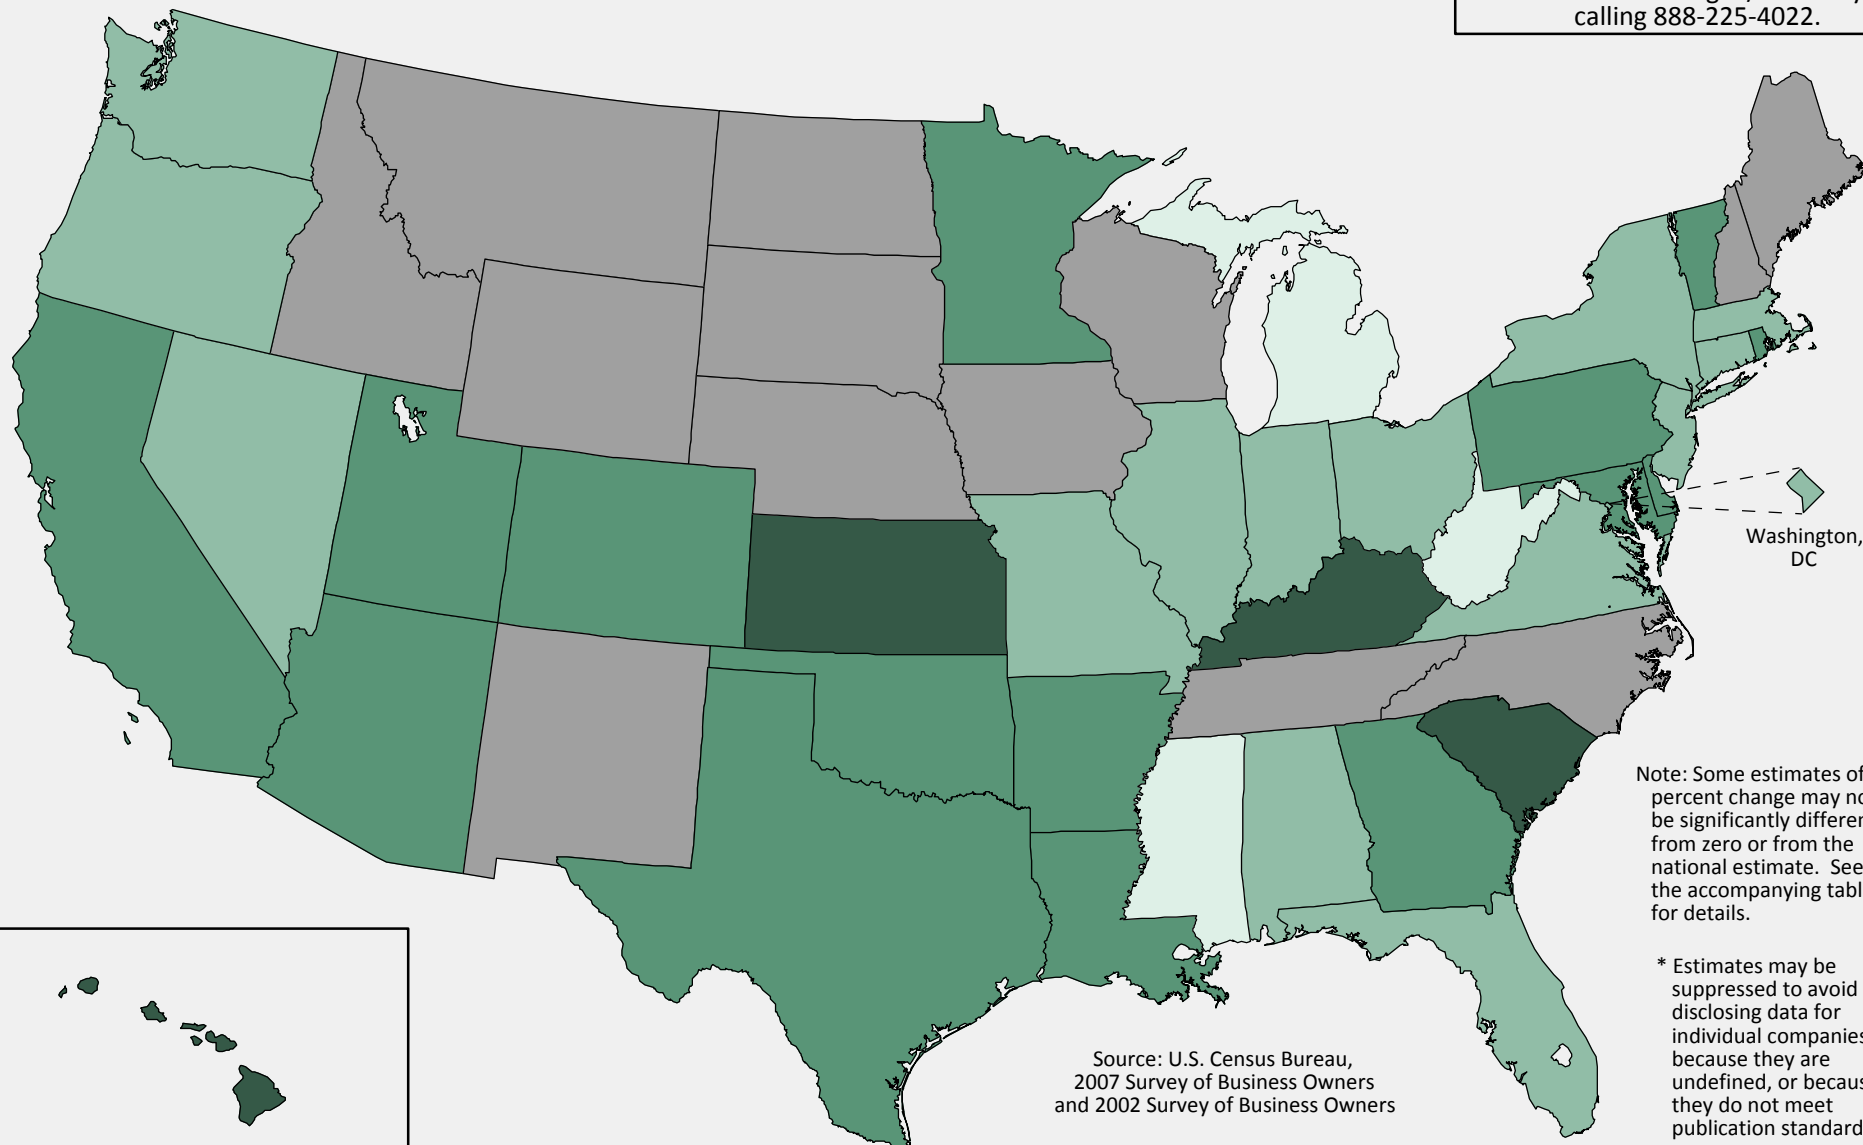 calling 888-225-4022.
Washington,
DC
Note: Some estimates of
percent change may no
be significantly differen
from zero or from the
national estimate.  See
the accompanying tabl
for details.
* Estimates may be
suppressed to avoid
disclosing data for
individual companies
because they are
undefined, or becaus
they do not meet
publication standard
Source: U.S. Census Bureau,
2007 Survey of Business Owners
and 2002 Survey of Business Owners